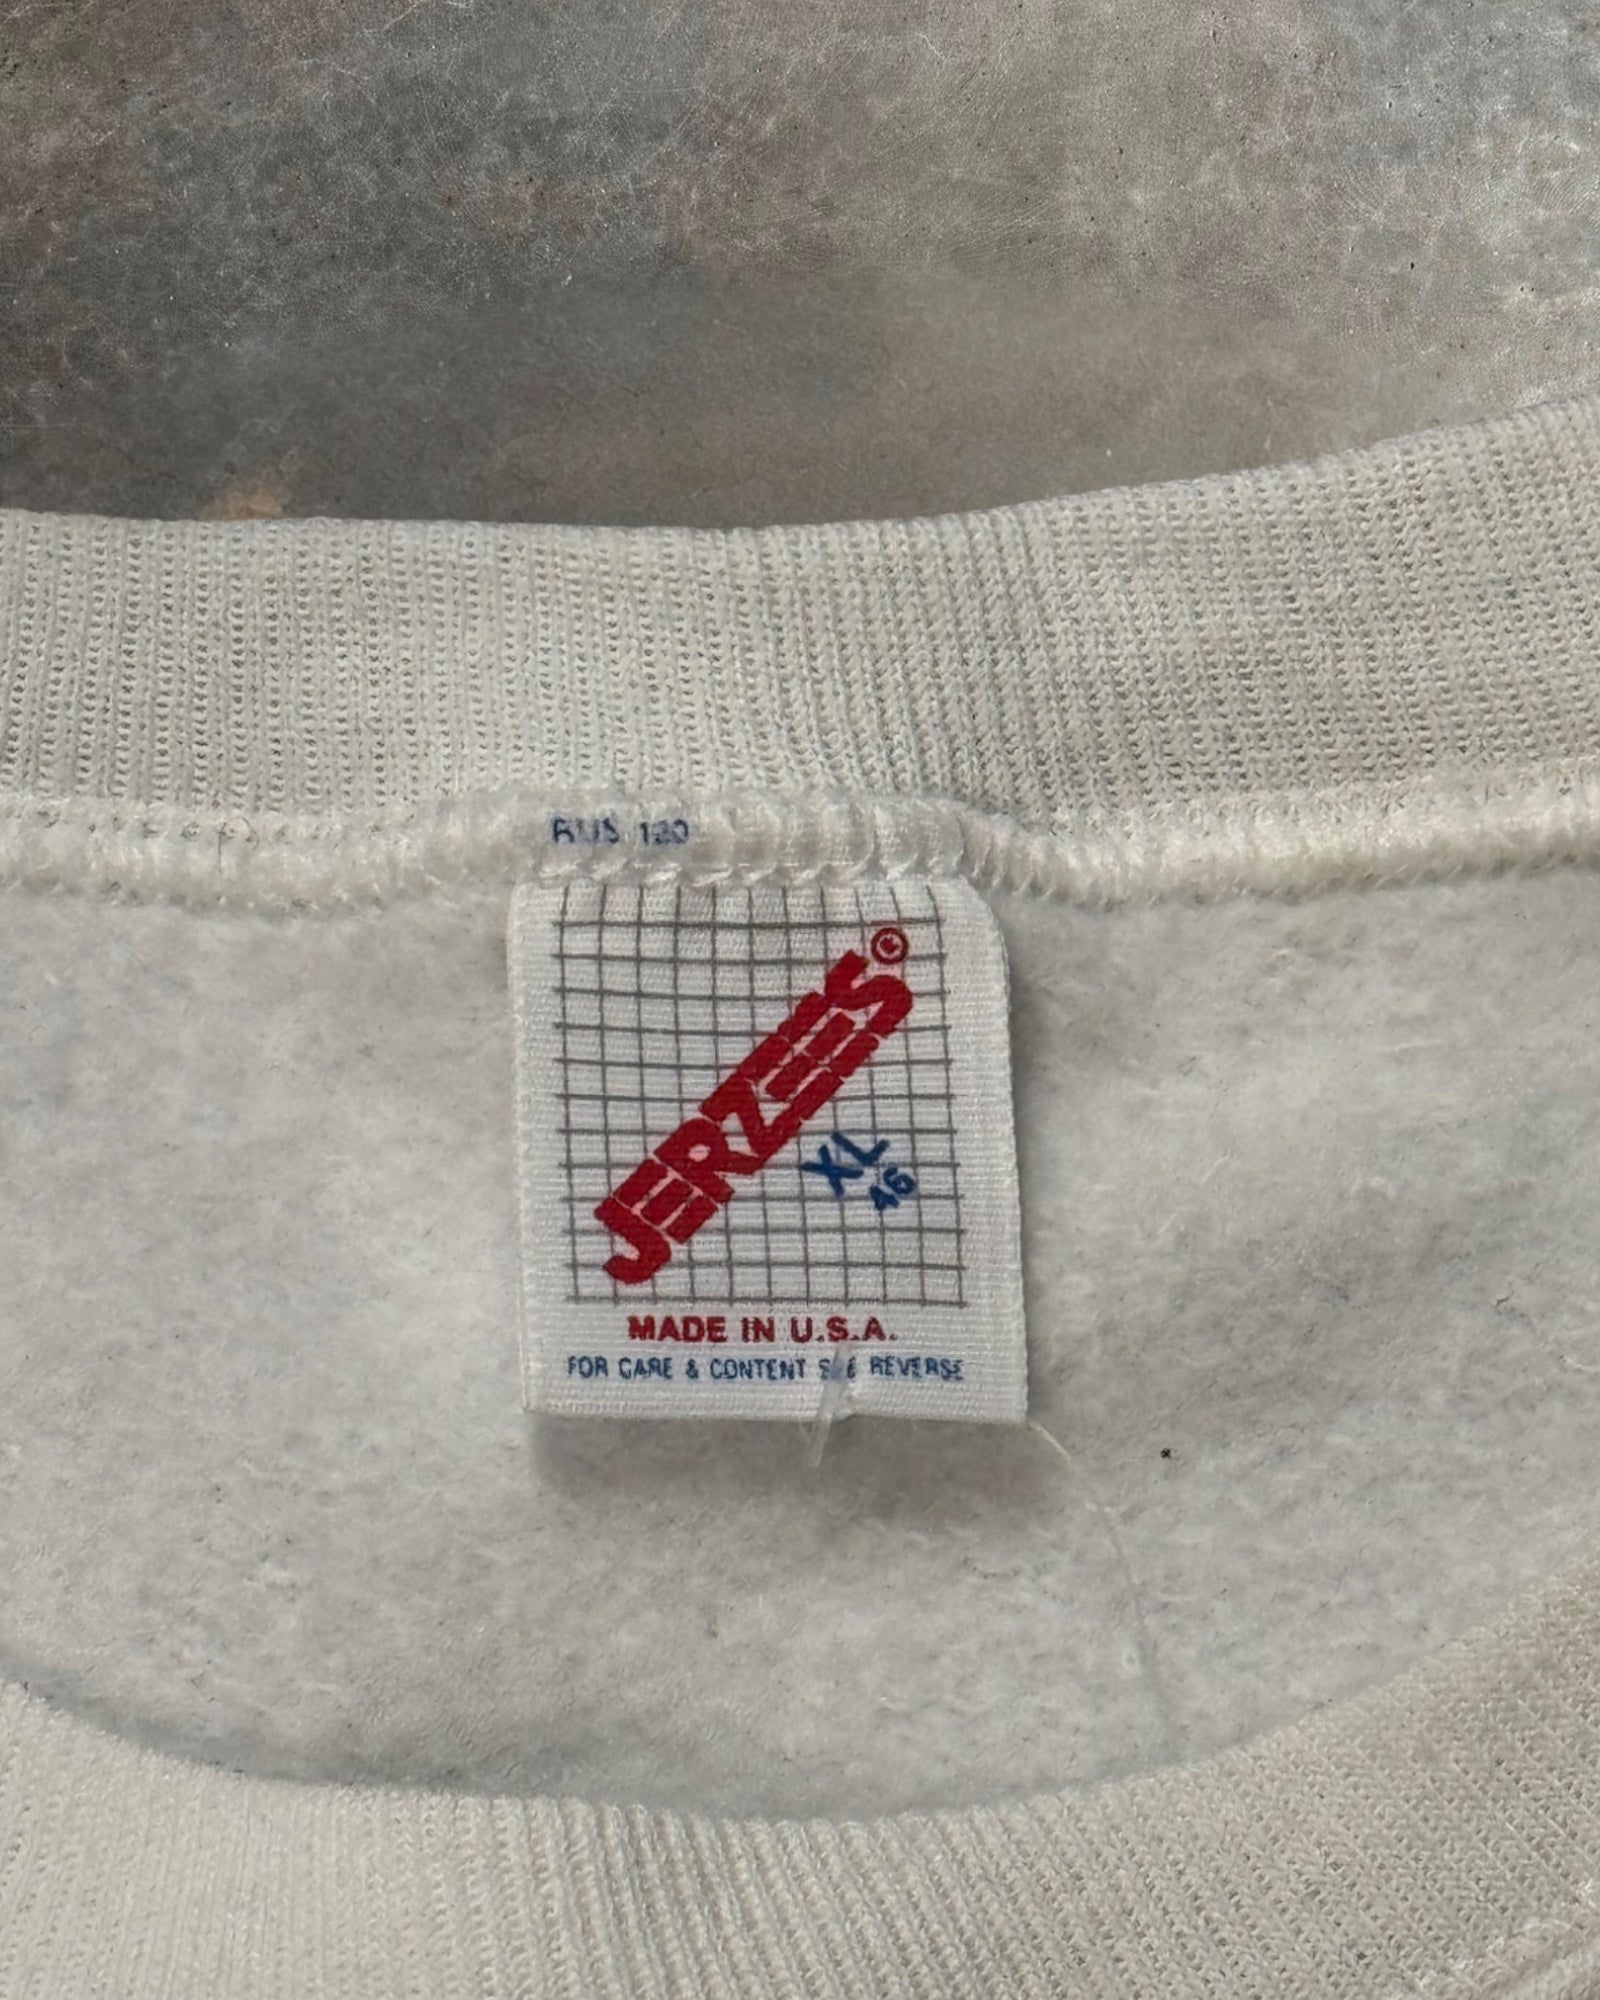 RUS 120
JERZEES©
XL
46
MADE IN U.S.A.
FOR CARE & CONTENT SEE REVERSE